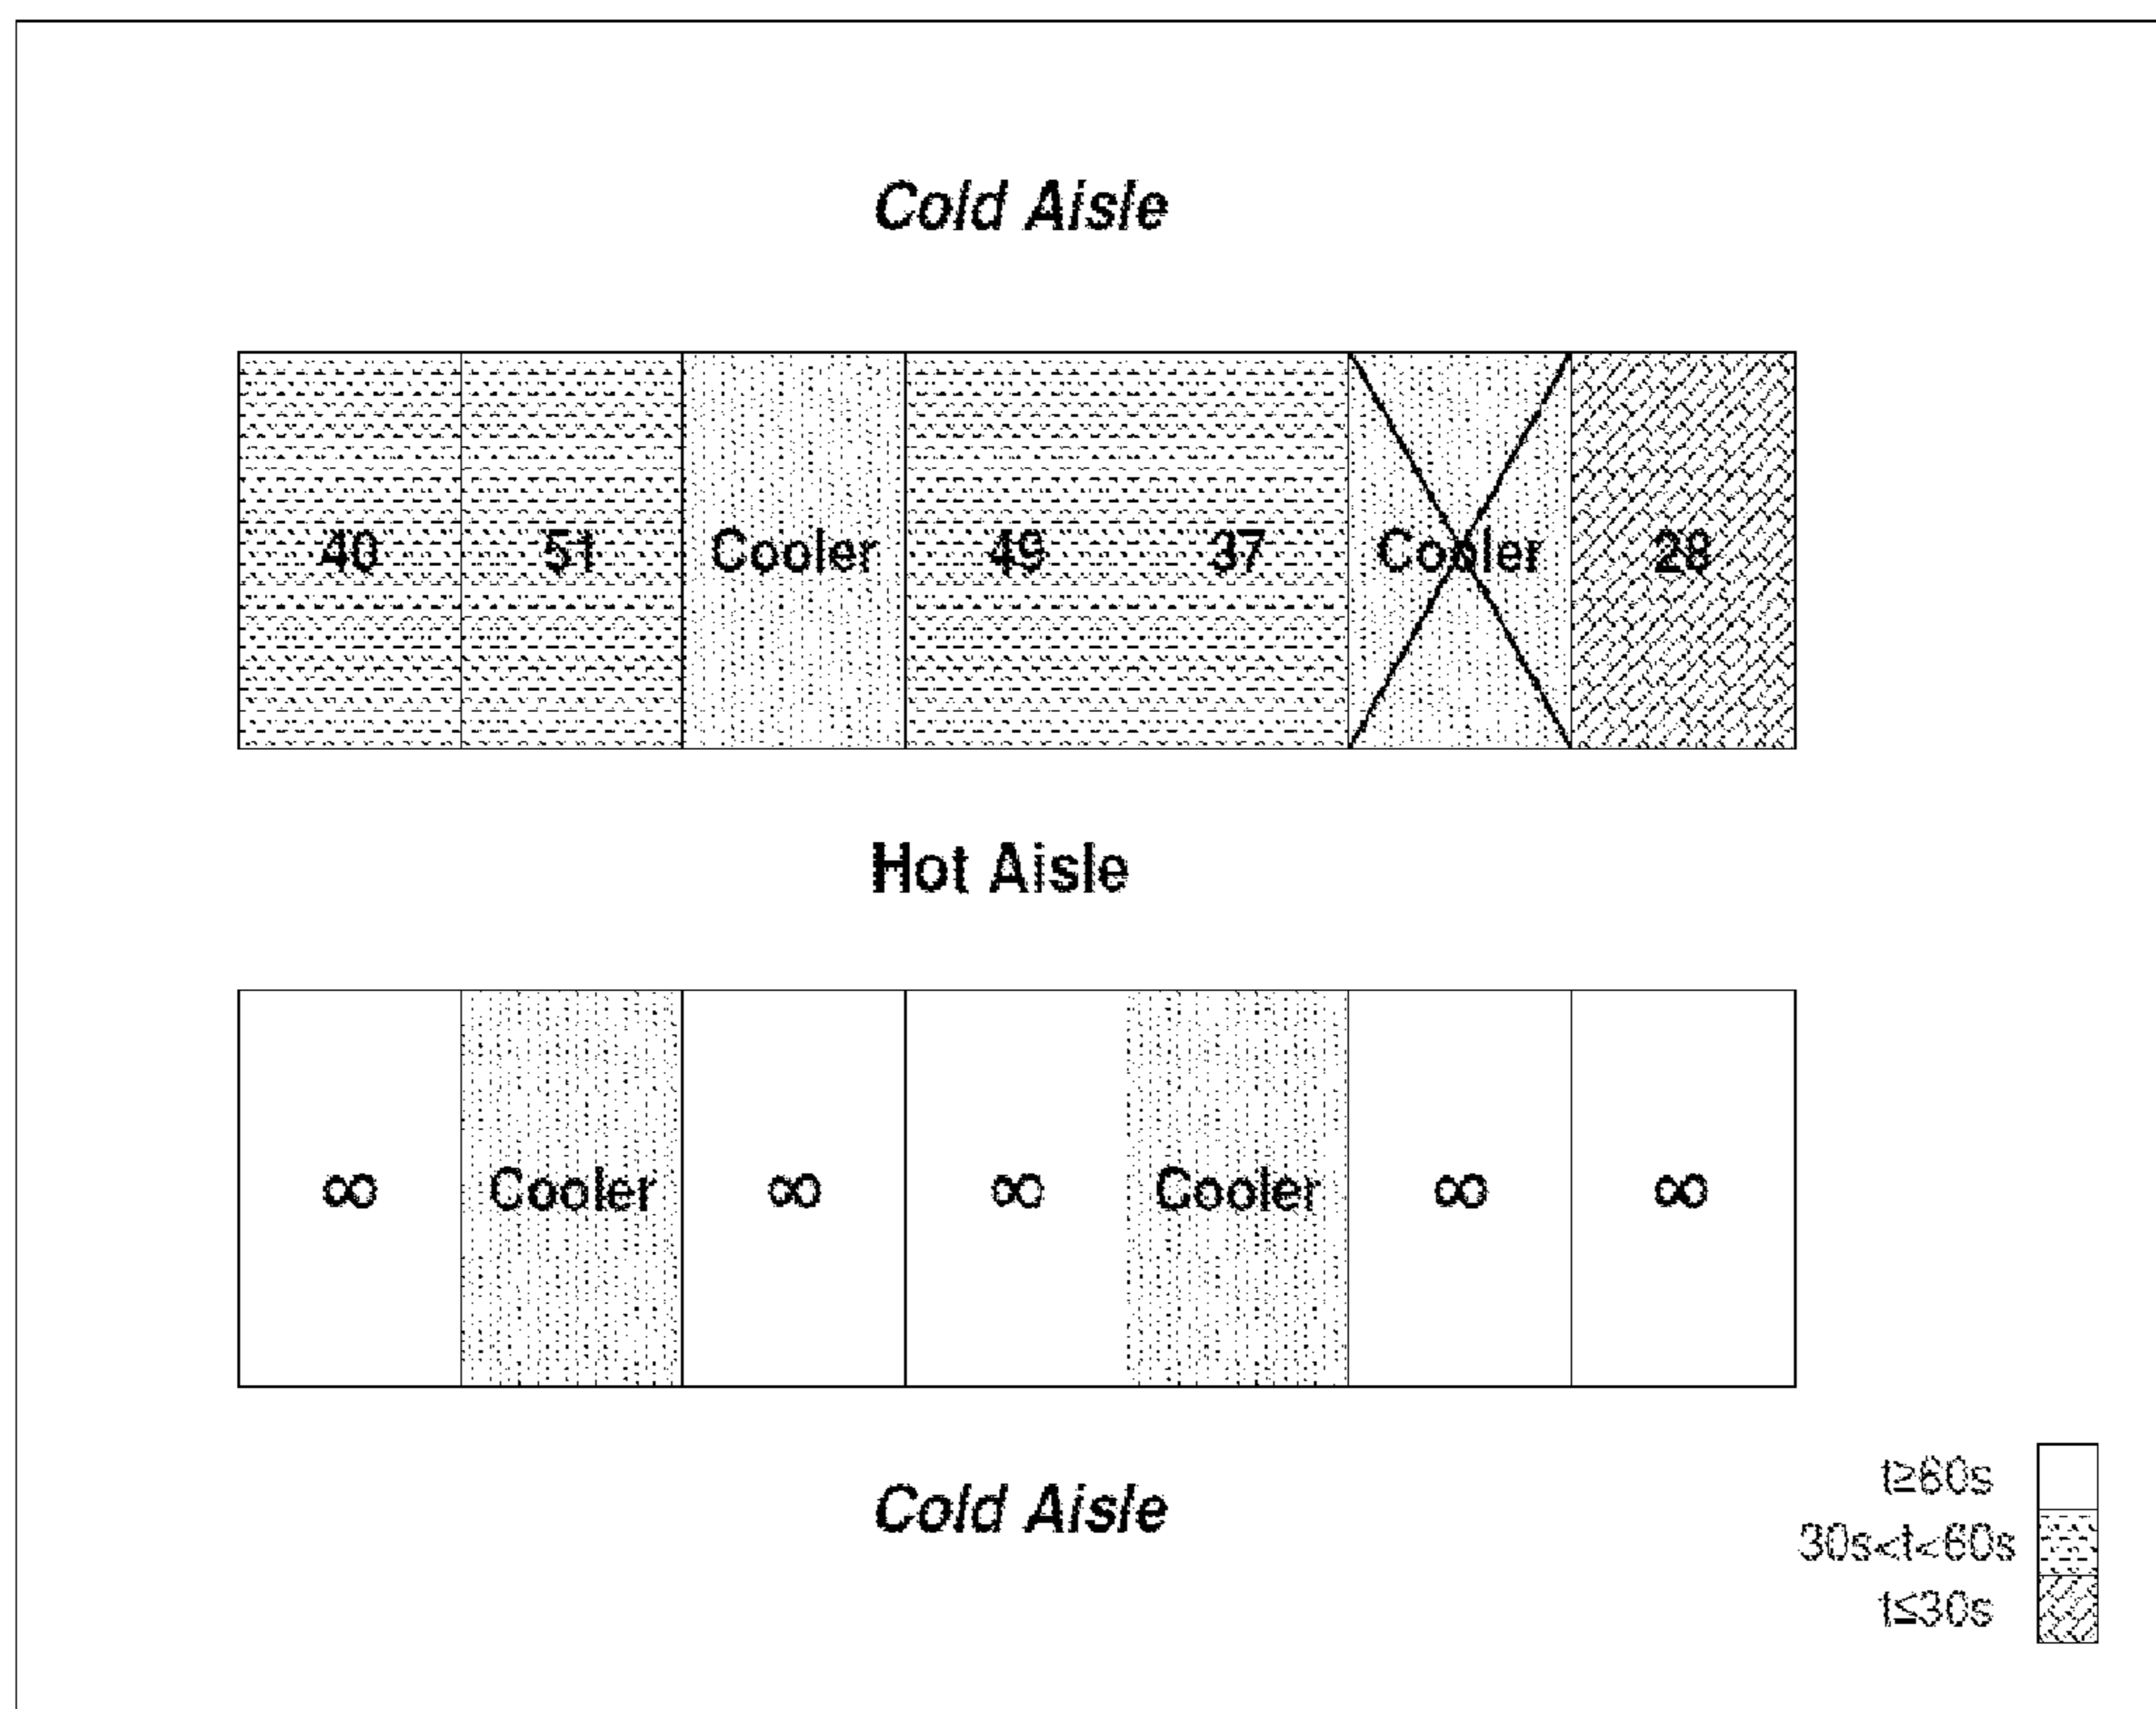 Cold Aisle
40 51 Cooler 49 37 Cooler 28
Hot Aisle
∞ Cooler ∞ ∞ Cooler ∞ ∞
Cold Aisle
t≥60s
30s<t<60s
t≤30s